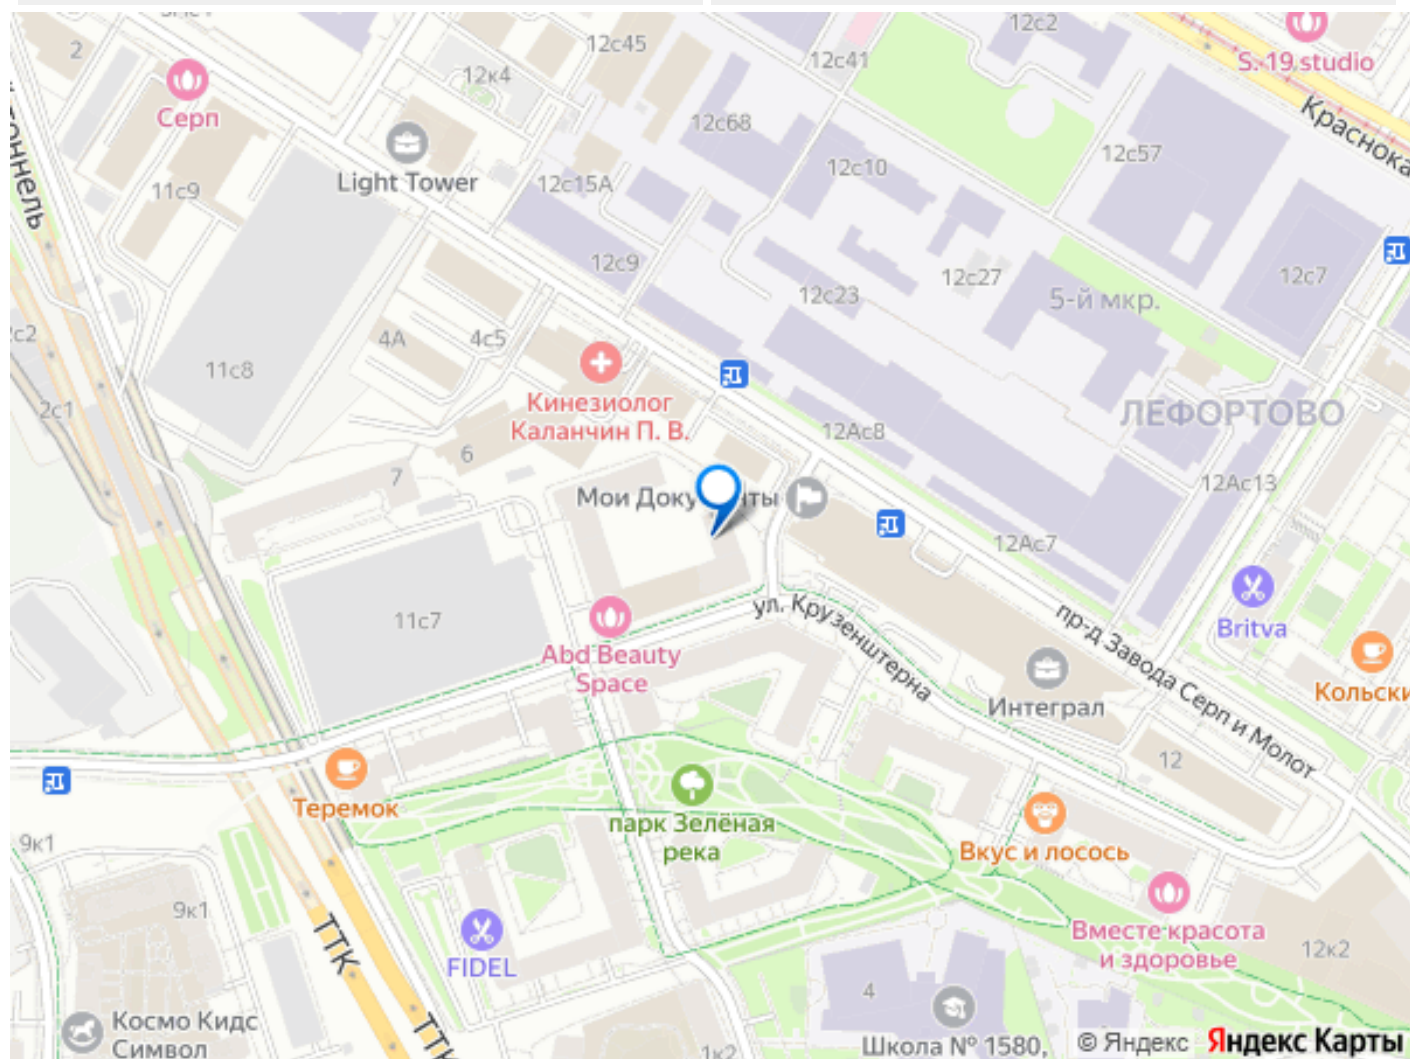 2
12с45
12с2
12с41
S.-19 studio
12к4
Серп
12с68
Краснока
тоннель
Light Tower
12с15А
12с10
12с57
11с9
12с9
12с23
12с27
5-й мкр.
12с7
4А
4с5
11с8
2с1
Кинезиолог
Каланчин П. В.
12Ас8
ЛЕФОРТОВО
6
7
Мои Доку
нты
12Ас13
12Ас7
11с7
ул. Крузенштерна
пр-д Завода Серп и Молот
Britva
Abd Beauty
Space
Интеграл
Кольски
12
Теремок
парк Зелёная
река
Вкус и лосось
9к1
9к1
ТТК
FIDEL
Вместе красота
и здоровье
12к2
4
Космо Кидс
Символ
ТТК
1к2
Школа № 1580,
© Яндекс
Яндекс Карты